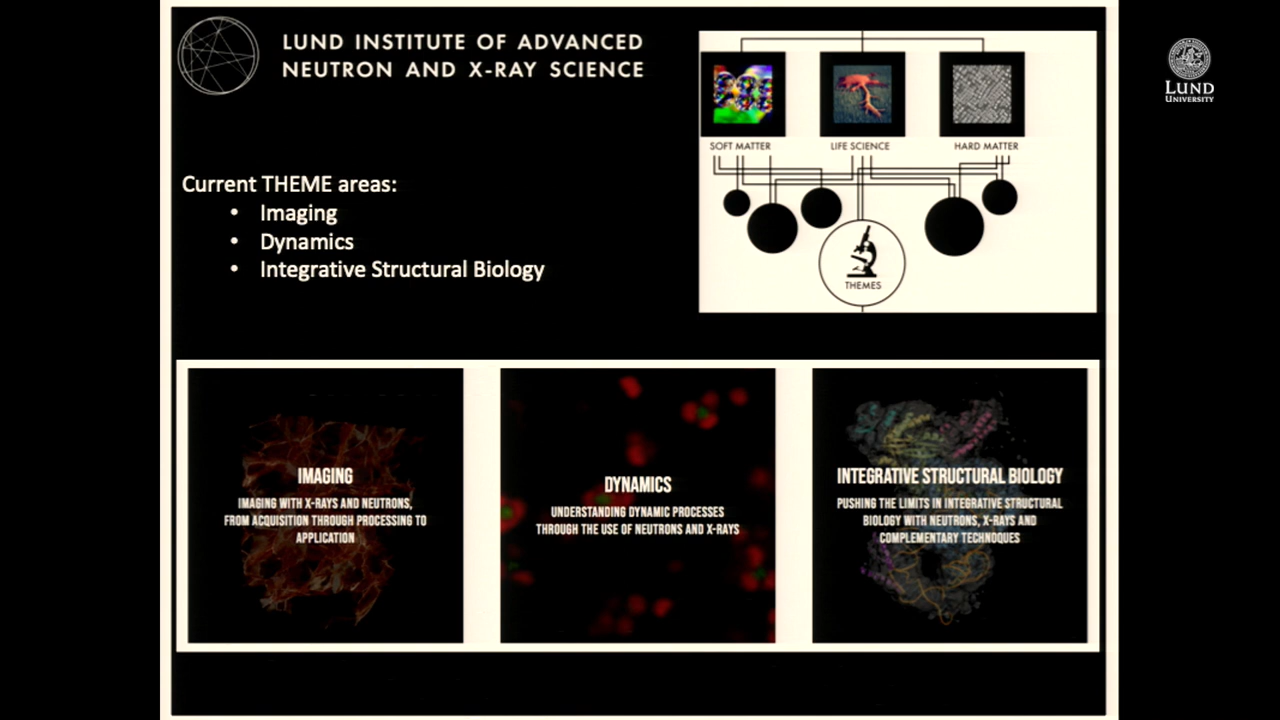 LUND INSTITUTE OF ADVANCED
NEUTRON AND X-RAY SCIENCE
LUND
UNIVERSITY
SOFT MATTER
LIFE SCIENCE
HARD MATTER
THEMES
Current THEME areas:
• Imaging
• Dynamics
• Integrative Structural Biology
IMAGING
IMAGING WITH X-RAYS AND NEUTRONS,
FROM ACQUISITION THROUGH PROCESSING TO
APPLICATION
DYNAMICS
UNDERSTANDING DYNAMIC PROCESSES
THROUGH THE USE OF NEUTRONS AND X-RAYS
INTEGRATIVE STRUCTURAL BIOLOGY
PUSHING THE LIMITS IN INTEGRATIVE STRUCTURAL
BIOLOGY WITH NEUTRONS, X-RAYS AND
COMPLEMENTARY TECHNOQUES